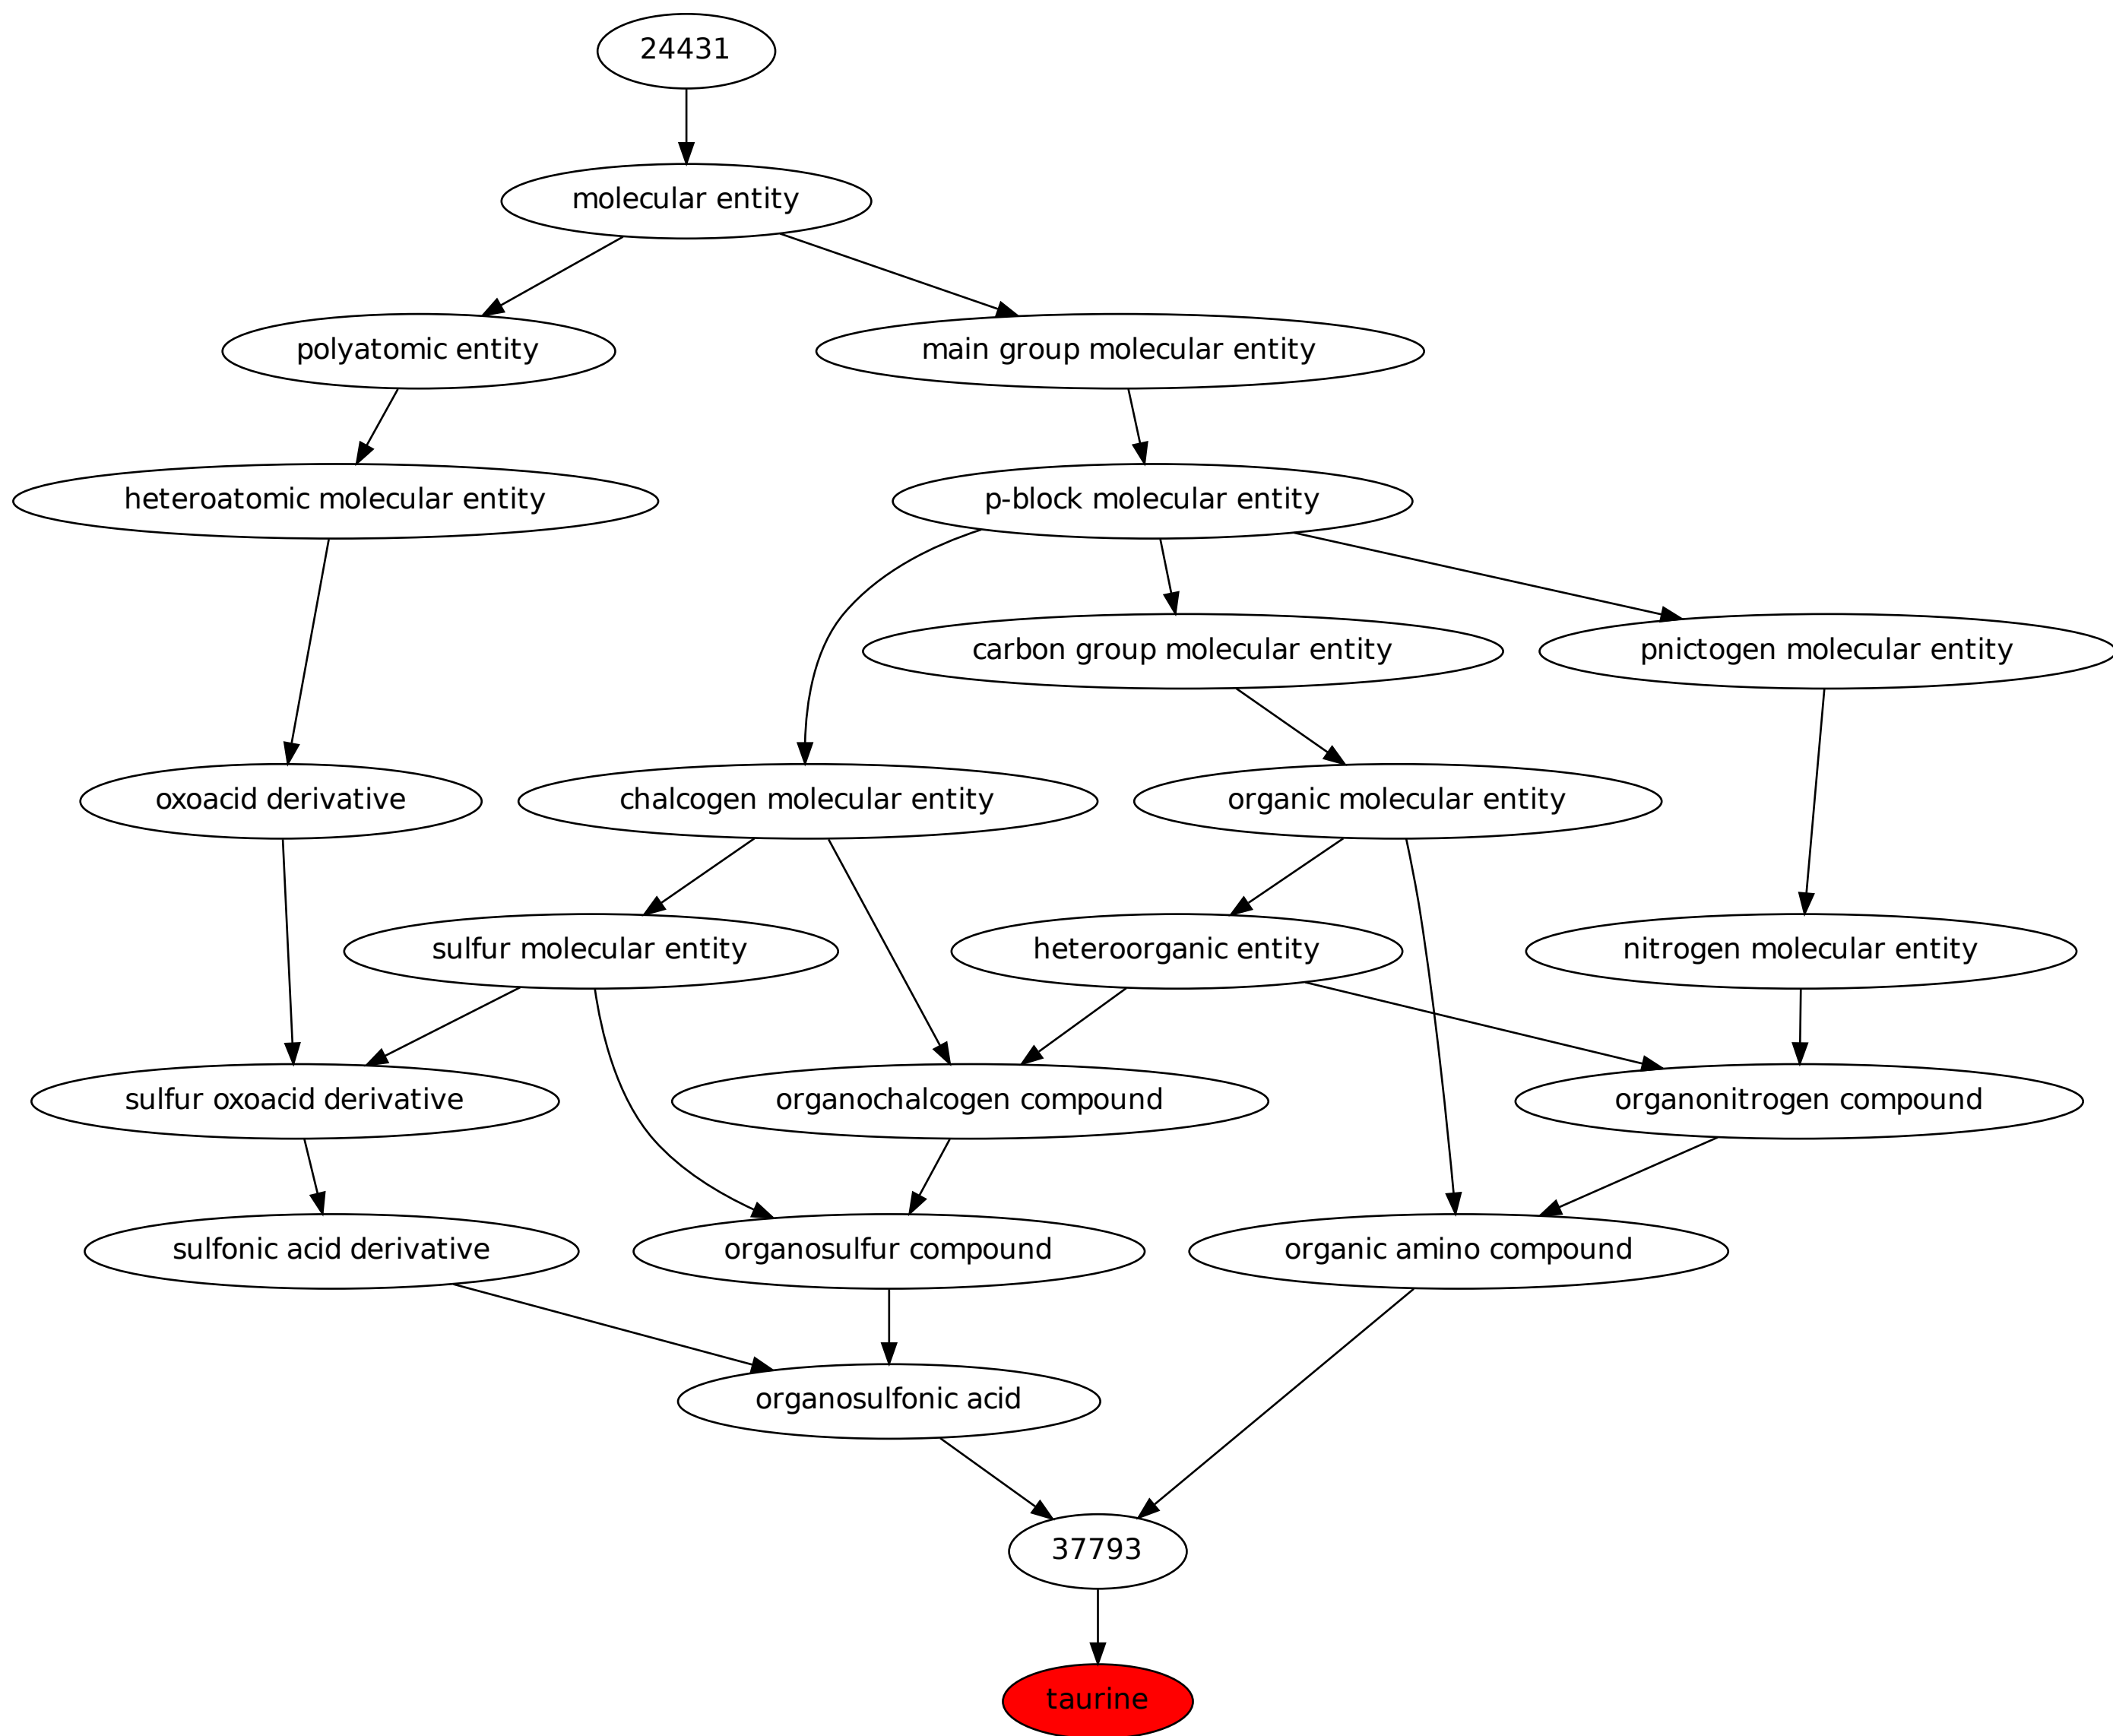 24431
molecular entity
polyatomic entity
main group molecular entity
heteroatomic molecular entity
p-block molecular entity
carbon group molecular entity
pnictogen molecular entity
oxoacid derivative
chalcogen molecular entity
organic molecular entity
sulfur molecular entity
heteroorganic entity
nitrogen molecular entity
sulfur oxoacid derivative
organochalcogen compound
organonitrogen compound
sulfonic acid derivative
organosulfur compound
organic amino compound
organosulfonic acid
37793
taurine